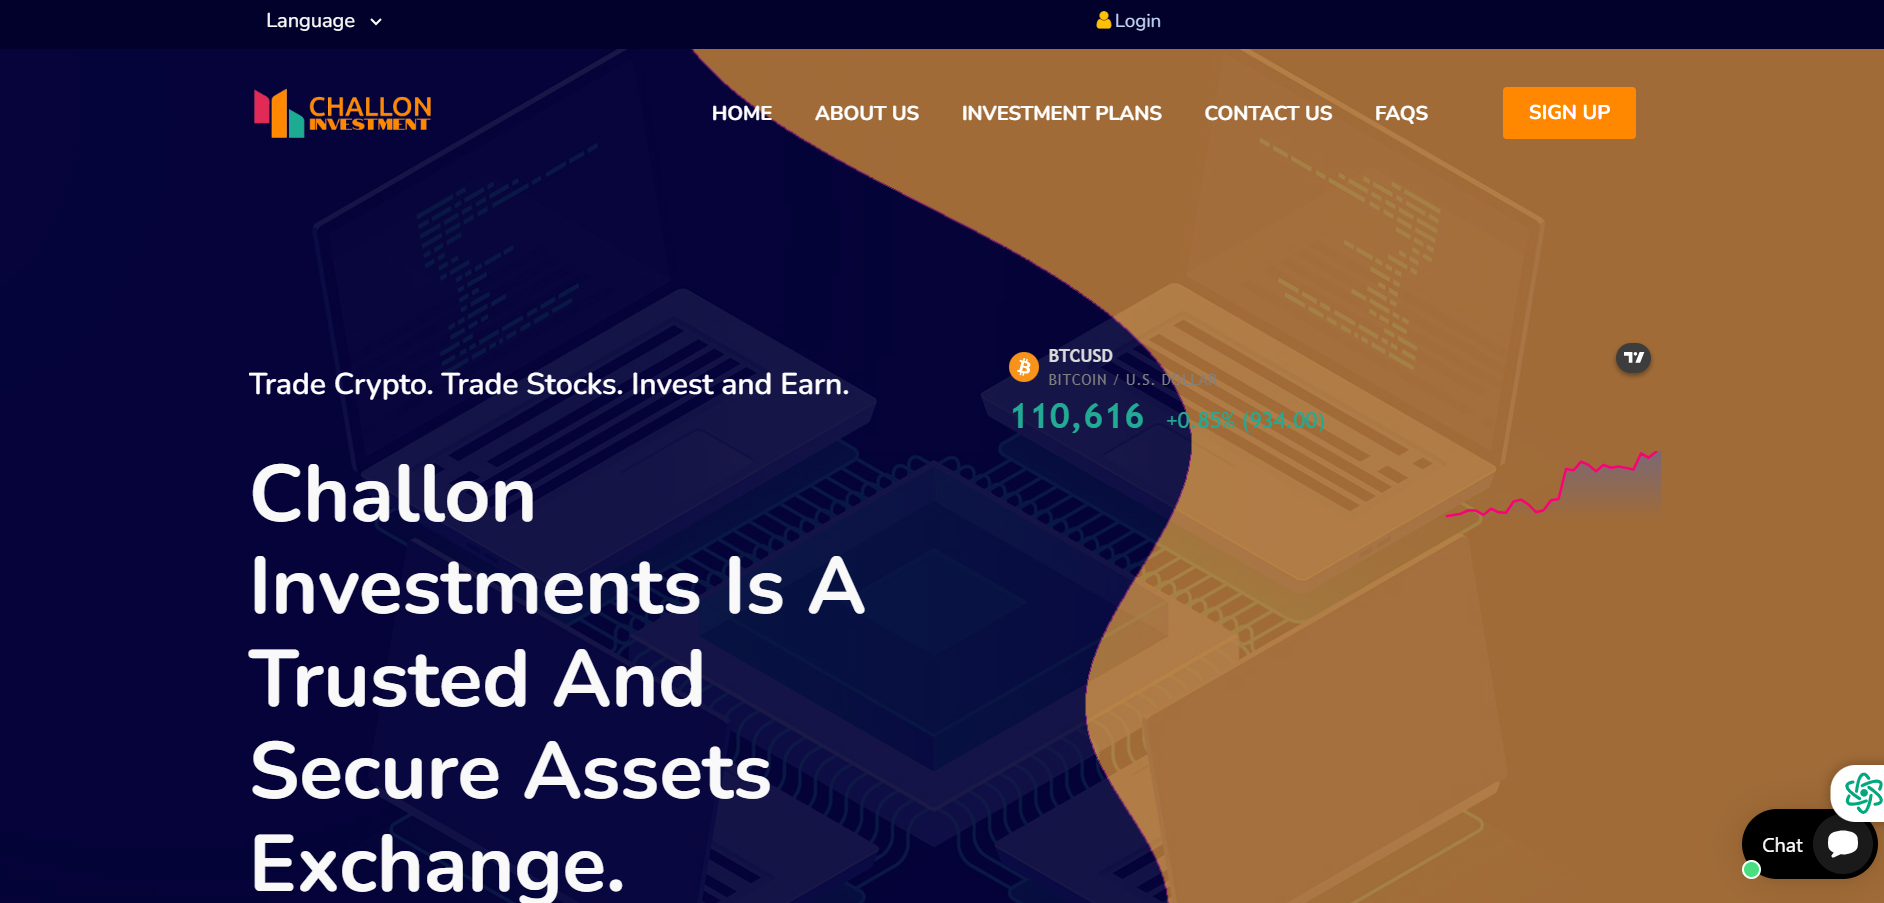 Language
Login
CHALLON
INVESTMENT
HOME
ABOUT US
INVESTMENT PLANS
CONTACT US
FAQS
SIGN UP
Trade Crypto. Trade Stocks. Invest and Earn.
Challon
Investments Is A
Trusted And
Secure Assets
Exchange.
BTCUSD
BITCOIN / U.S. DOLLAR
110,616 +0.85% (934.00)
Chat